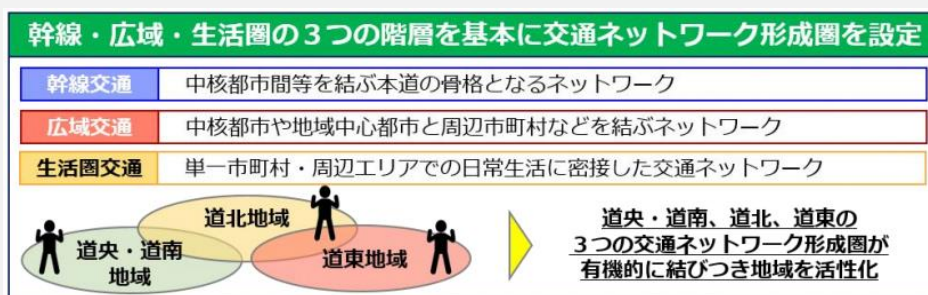 幹線・広域・生活圏の3つの階層を基本に交通ネットワーク形成圏を設定
幹線交通 中核都市間等を結ぶ本道の骨格となるネットワーク
広域交通 中核都市や地域中心都市と周辺市町村などを結ぶネットワーク
生活圏交通 単一市町村・周辺エリアでの日常生活に密接した交通ネットワーク
道北地域
道央・道南
地域
道東地域
道央・道南、道北、道東の
3つの交通ネットワーク形成圏が
有機的に結びつき地域を活性化